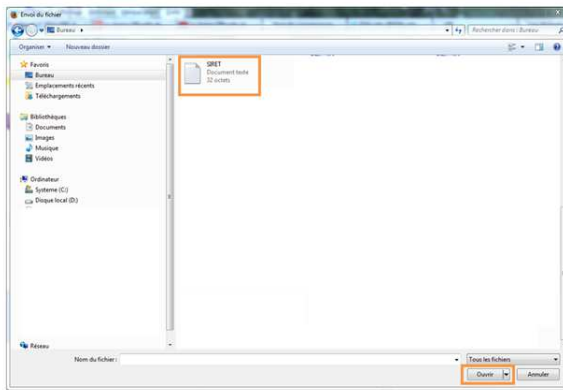 Envoi du fichier
Bureau
Rechercher dans : Bureau
Organiser
Nouveau dossier
Favoris
Bureau
Emplacements récents
Téléchargements
Bibliothèques
Documents
Images
Musique
Vidéos
Ordinateur
Systeme (C:)
Disque local (D:)
Réseau
SIRET
Document texte
32 octets
Nom du fichier :
Tous les fichiers
Ouvrir
Annuler